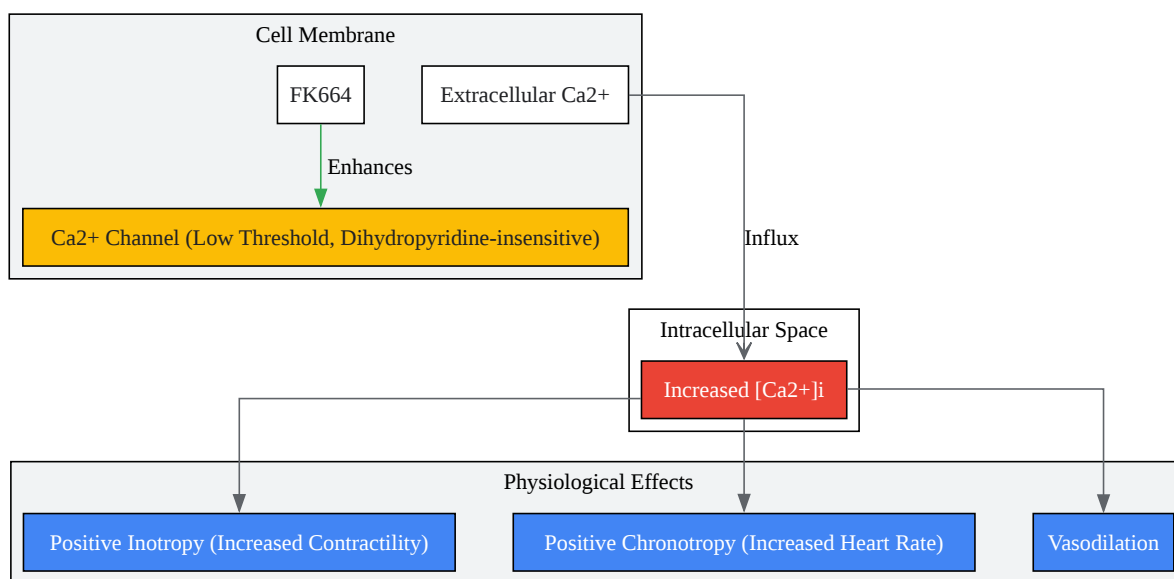 Cell Membrane
FK664
Extracellular Ca2+
Enhances
Ca2+ Channel (Low Threshold, Dihydropyridine-insensitive)
Influx
Intracellular Space
Increased [Ca2+]i
Physiological Effects
Positive Inotropy (Increased Contractility)
Positive Chronotropy (Increased Heart Rate)
Vasodilation